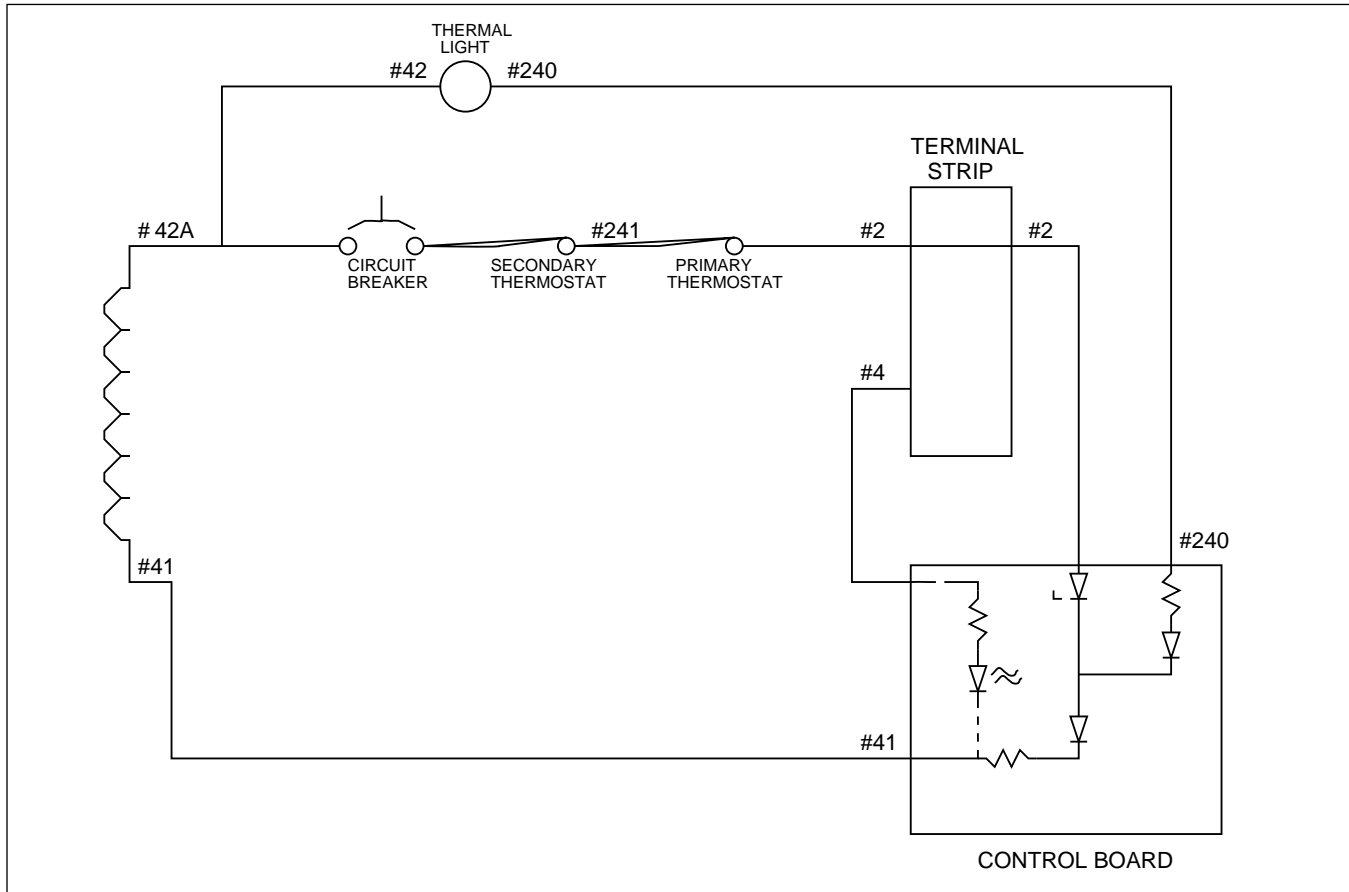 THERMAL
LIGHT
#42
#240
TERMINAL
STRIP
# 42A
#241
#2
#2
CIRCUIT
BREAKER
SECONDARY
THERMOSTAT
PRIMARY
THERMOSTAT
#4
#240
#41
#41
CONTROL BOARD